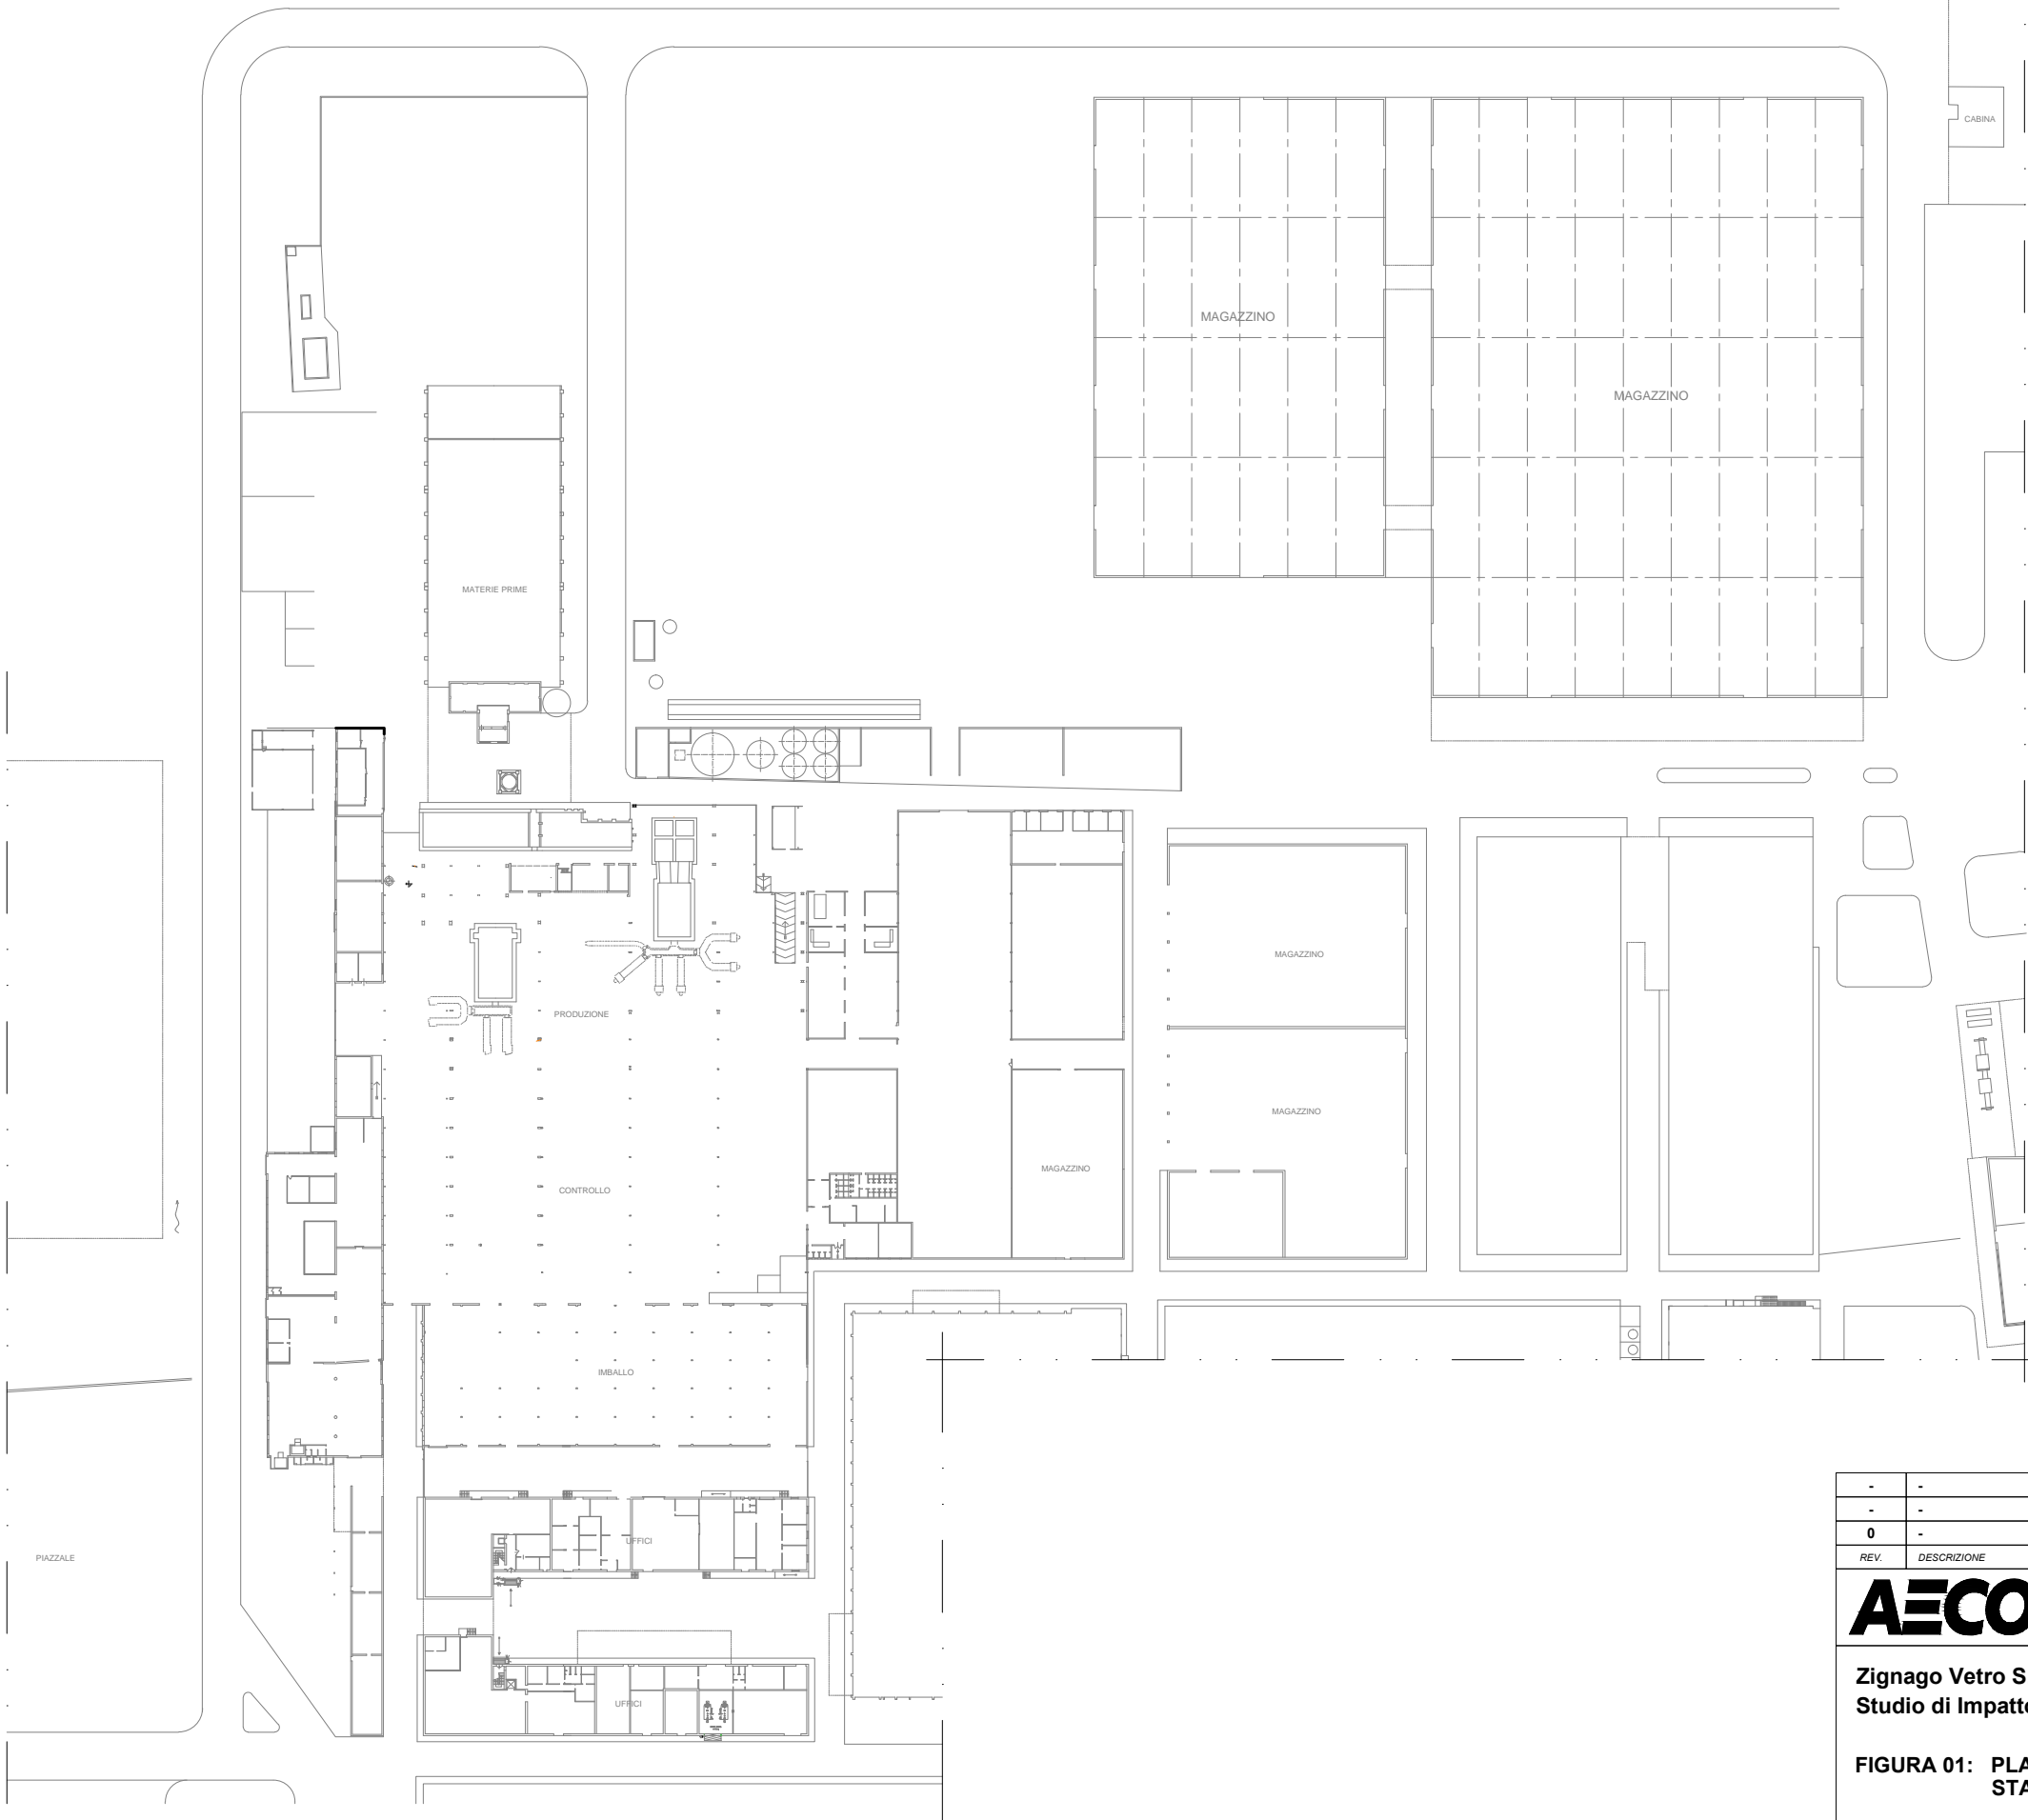 CABINA
MAGAZZINO
MAGAZZINO
MATERIE PRIME
MAGAZZINO
PRODUZIONE
MAGAZZINO
MAGAZZINO
CONTROLLO
IMBALLO
UFFICI
PIAZZALE
UFFICI
- -
- -
0 -
REV. DESCRIZIONE
AECO
Zignago Vetro S
Studio di Impatto
FIGURA 01: PLA
STA